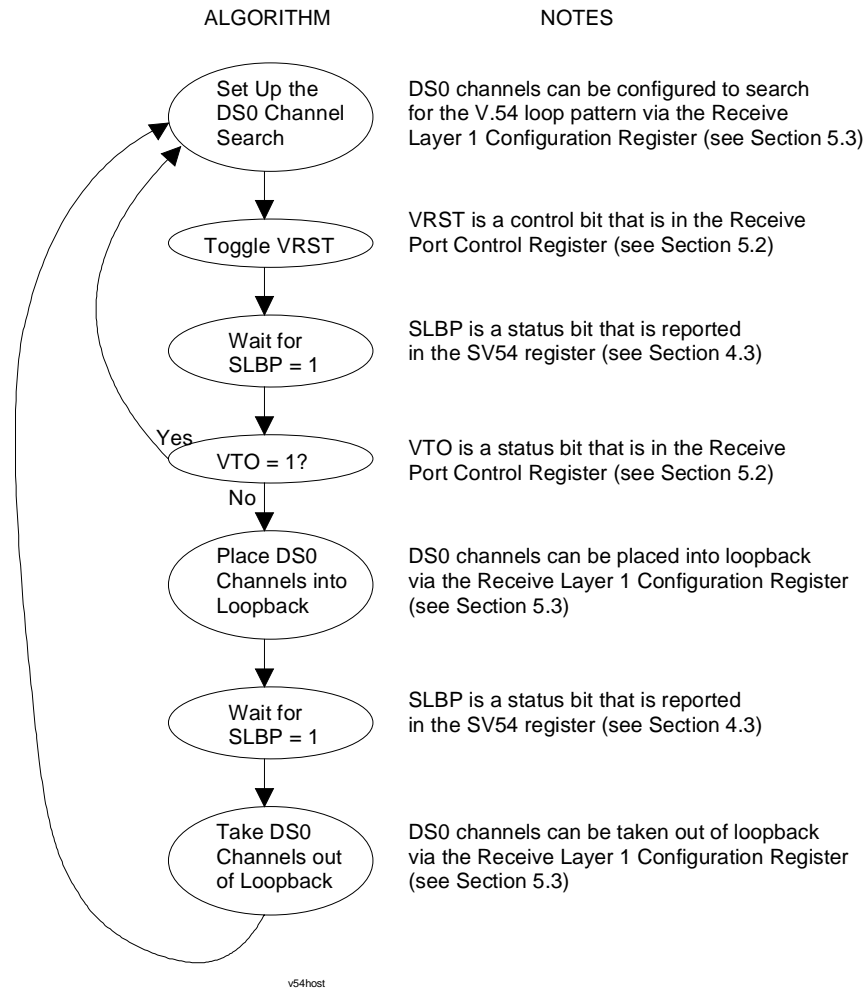 ALGORITHM
NOTES
Set Up the
DS0 Channel
Search
DS0 channels can be configured to search
for the V.54 loop pattern via the Receive
Layer 1 Configuration Register (see Section 5.3)
Toggle VRST
VRST is a control bit that is in the Receive
Port Control Register (see Section 5.2)
Wait for
SLBP = 1
SLBP is a status bit that is reported
in the SV54 register (see Section 4.3)
Yes
VTO = 1?
VTO is a status bit that is in the Receive
Port Control Register (see Section 5.2)
No
Place DS0
Channels into
Loopback
DS0 channels can be placed into loopback
via the Receive Layer 1 Configuration Register
(see Section 5.3)
Wait for
SLBP = 1
SLBP is a status bit that is reported
in the SV54 register (see Section 4.3)
Take DS0
Channels out
of Loopback
DS0 channels can be taken out of loopback
via the Receive Layer 1 Configuration Register
(see Section 5.3)
v54host